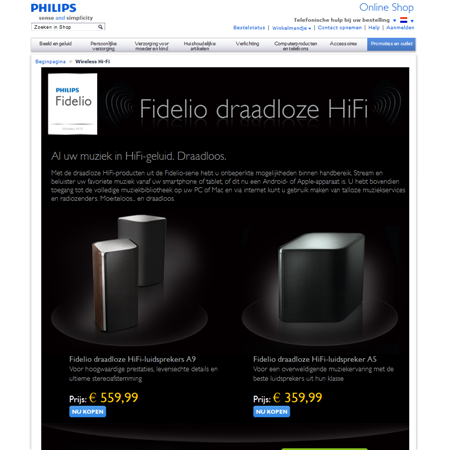 PHILIPS
sense and simplicity
Online Shop
Telefonische hulp bij uw bestelling
Zoeken in Shop
Bestelstatus | Winkelmandje | Contact opnemen | Help | Aanmelden
Beeld en geluid
Persoonlijke verzorging
Verzorging voor moeder en kind
Huishoudelijke artikelen
Verlichting
Computerproducten en telefoons
Accessoires
Promoties en outlet
Beginpagina > Wireless Hi-Fi
PHILIPS
Fidelio
Fidelio draadloze HiFi
Al uw muziek in HiFi-geluid. Draadloos.
Met de draadloze HiFi-producten uit de Fidelio-serie hebt u onbeperkte mogelijkheden binnen handbereik. Stream en
beluister uw favoriete muziek vanaf uw smartphone of tablet, of dit nu een Android- of Apple-apparaat is. U hebt bovendien
toegang tot de volledige muziekbibliotheek op uw PC of Mac en via internet kunt u gebruik maken van talloze muziekservices
en radiozenders. Moeiteloos... en draadloos.
Fidelio draadloze HiFi-luidsprekers A9
Voor hoogwaardige prestaties, levensechte details en
ultieme stereoafstemming
Prijs: € 559,99
NU KOPEN
Fidelio draadloze HiFi-luidspreker A5
Voor een overweldigende muziekervaring met de
beste luidsprekers uit hun klasse
Prijs: € 359,99
NU KOPEN